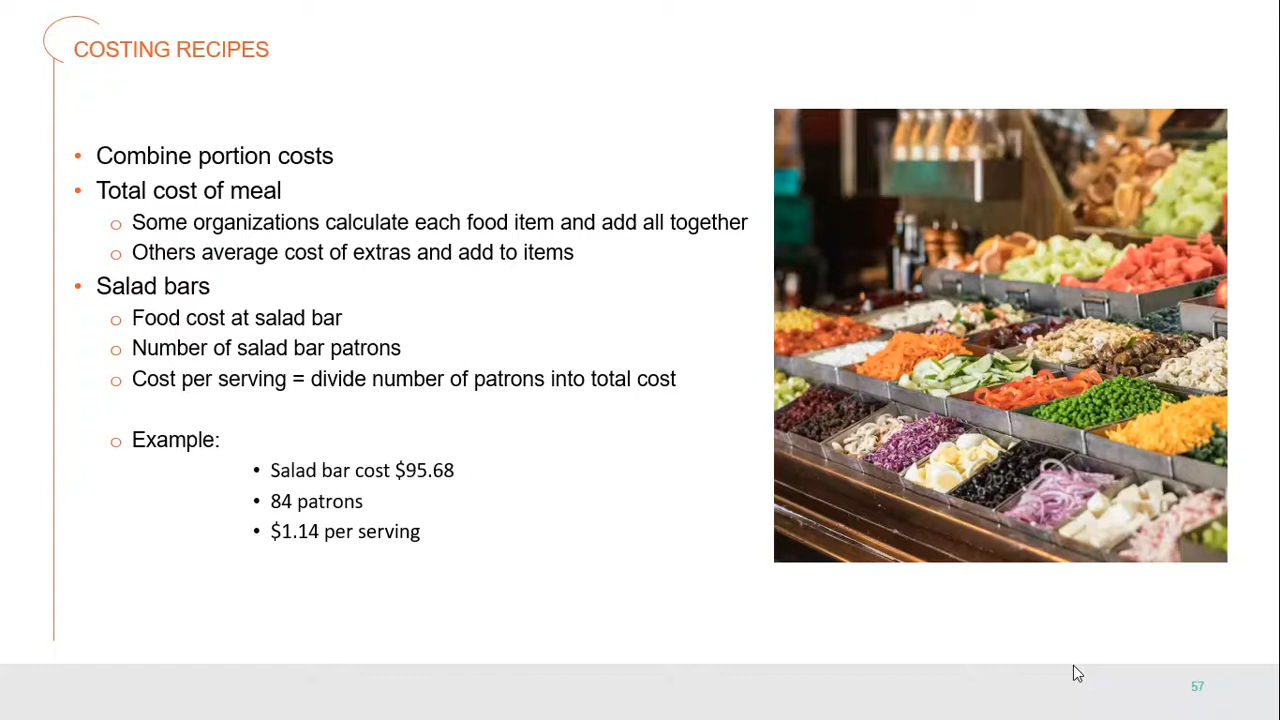 COSTING RECIPES
• Combine portion costs
• Total cost of meal
o Some organizations calculate each food item and add all together
o Others average cost of extras and add to items
• Salad bars
o Food cost at salad bar
o Number of salad bar patrons
o Cost per serving = divide number of patrons into total cost
o Example:
• Salad bar cost $95.68
• 84 patrons
• $1.14 per serving
57